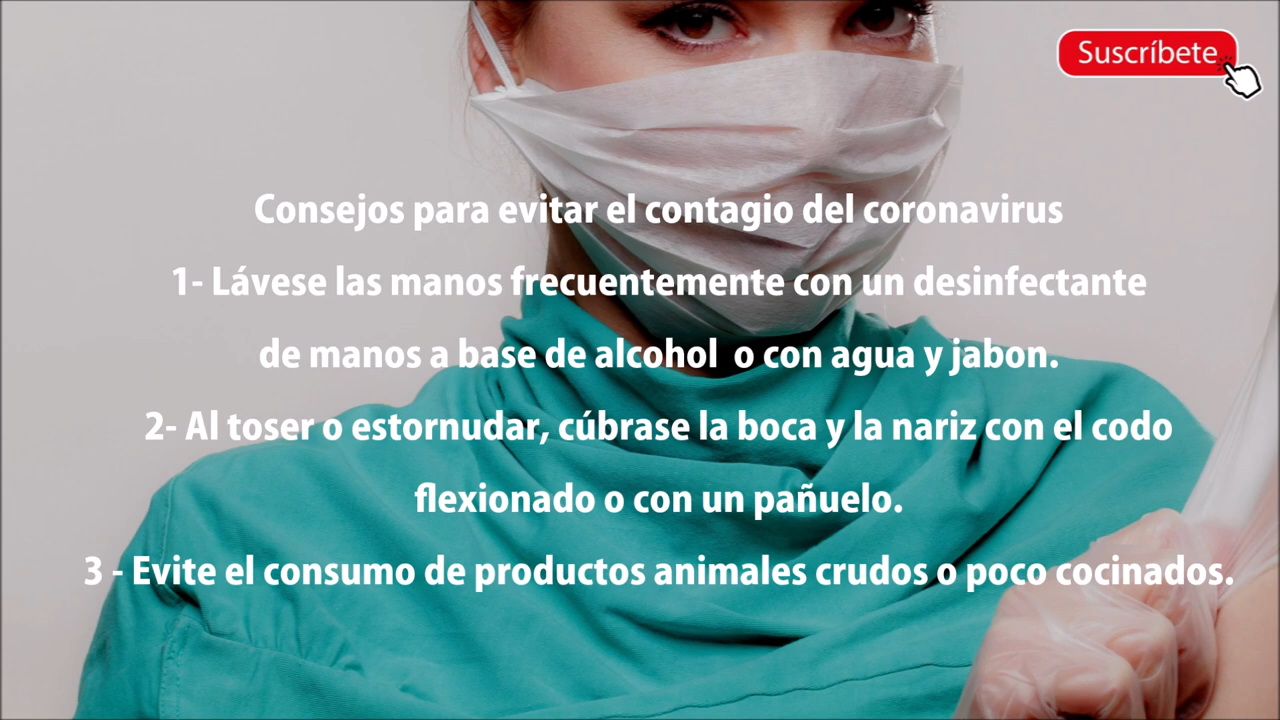 Suscríbete
Consejos para evitar el contagio del coronavirus
1- Lávese las manos frecuentemente con un desinfectante
de manos a base de alcohol o con agua y jabon.
2- Al toser o estornudar, cúbrase la boca y la nariz con el codo
flexionado o con un pañuelo.
3 - Evite el consumo de productos animales crudos o poco cocinados.